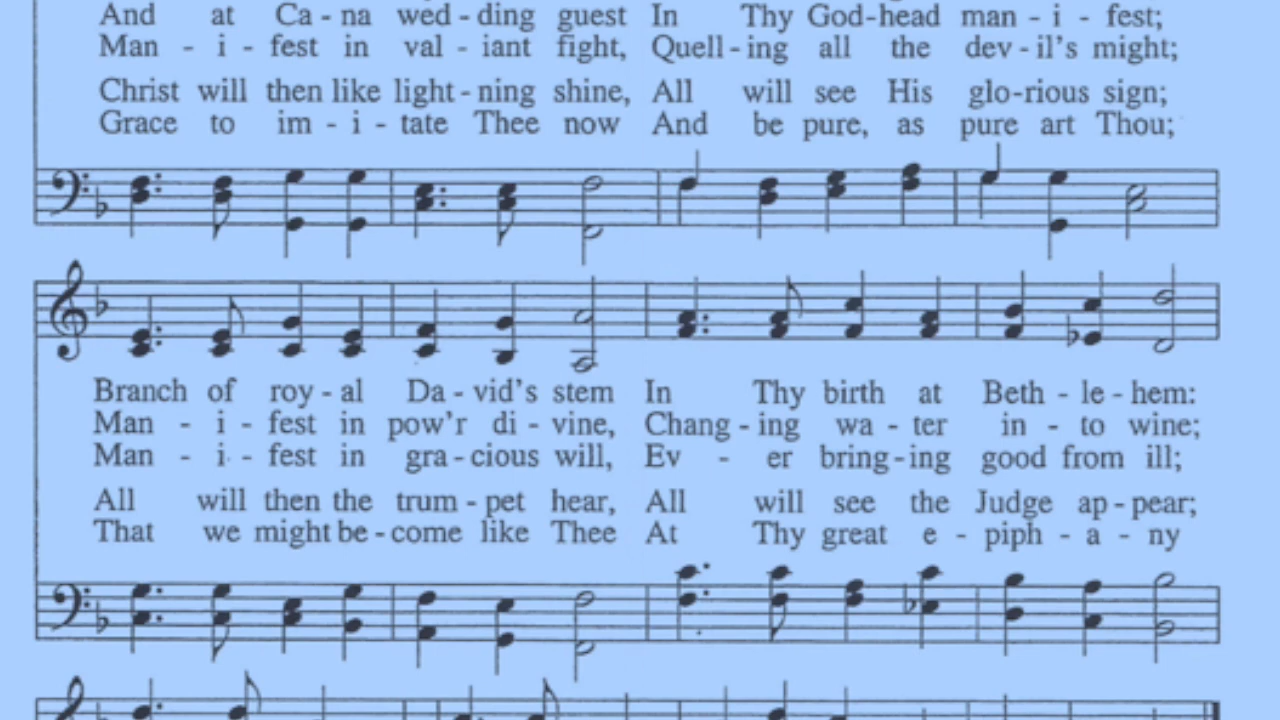 And at Ca - na wed - ding guest In Thy God - head man - i - fest;
Man - i - fest in val - iant fight, Quell - ing all the dev - il's might;
Christ will then like light - ning shine, All will see His glo - rious sign;
Grace to im - i - tate Thee now And be pure, as pure art Thou;
Branch of roy - al Da - vid's stem In Thy birth at Beth - le - hem:
Man - i - fest in pow'r di - vine, Chang - ing wa - ter in - to wine;
Man - i - fest in gra - cious will, Ev - er bring - ing good from ill;
All will then the trum - pet hear, All will see the Judge ap - pear;
That we might be - come like Thee At Thy great e - piph - a - ny